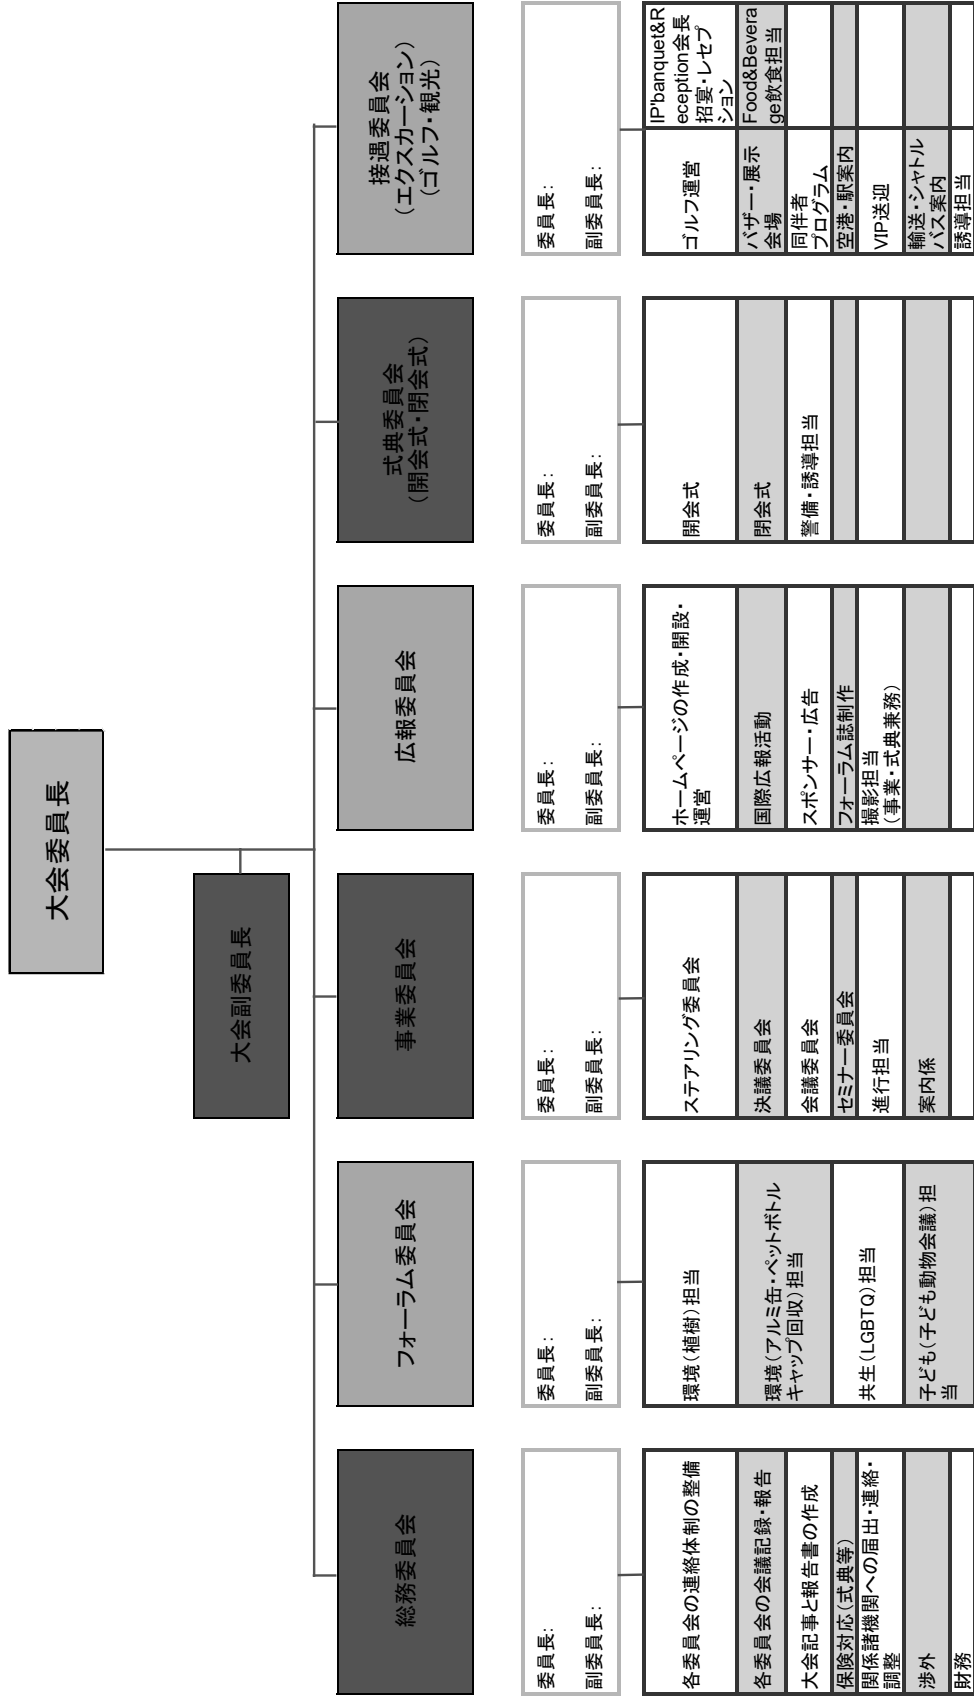 大会委員長
大会副委員長
総務委員会
委員長:
副委員長:
各委員会の連絡体制の整備
各委員会の会議記録・報告
大会記事と報告書の作成
保険対応(式典等)
関係諸機関への届出・連絡・
調整
渉外
財務
フォーラム委員会
委員長:
副委員長:
環境(植樹)担当
環境(アルミ缶・ペットボトル
キャップ回収)担当
共生(LGBTQ)担当
子ども(子ども動物会議)担
当
事業委員会
委員長:
副委員長:
ステアリング委員会
決議委員会
会議委員会
セミナー委員会
進行担当
案内係
広報委員会
委員長:
副委員長:
ホームページの作成・開設・
運営
国際広報活動
スポンサー・広告
フォーラム誌制作
撮影担当
(事業・式典兼務)
式典委員会
(開会式・閉会式)
委員長:
副委員長:
開会式
閉会式
警備・誘導担当
接遇委員会
(エクスカーション)
(ゴルフ・観光)
委員長:
副委員長:
ゴルフ運営
IP'banquet&R
eception会長
招宴・レセプ
ション
バザー・展示
会場
Food&Bevera
ge飲食担当
同伴者
プログラム
空港・駅案内
VIP送迎
輸送・シャトル
バス案内
誘導担当